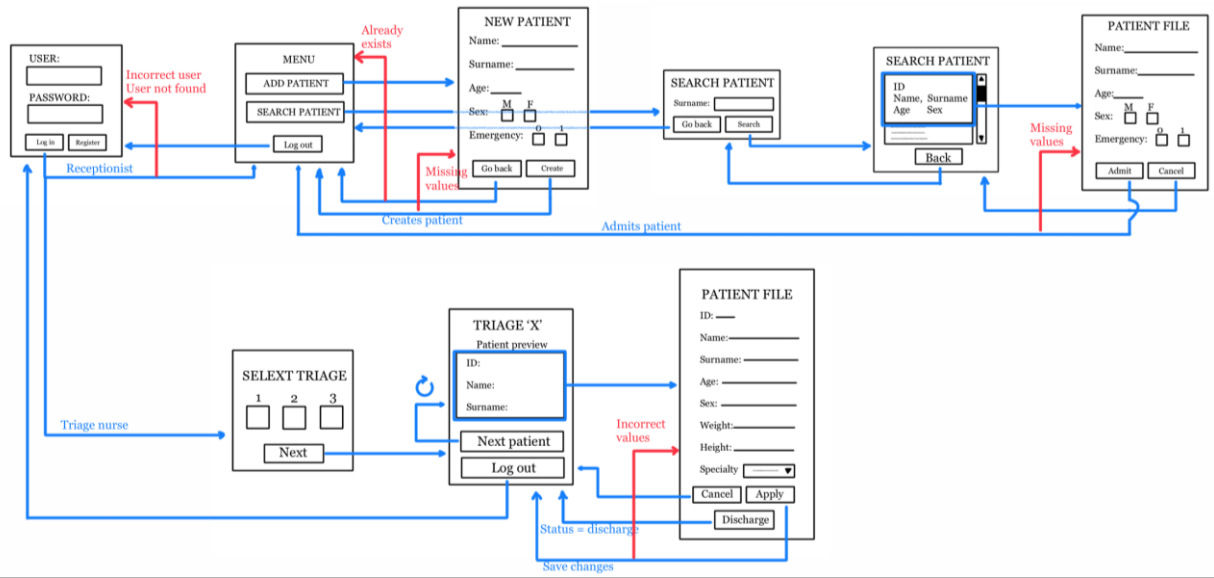 USER:
PASSWORD:
Log in
Register
Incorrect user
User not found
Receptionist
MENU
ADD PATIENT
SEARCH PATIENT
Log out
Already
exists
NEW PATIENT
Name:
Surname:
Age:
M F
Sex:
0 1
Emergency:
Go back
Create
Missing
values
Creates patient
SEARCH PATIENT
Surname:
Go back
Search
SEARCH PATIENT
ID
Name, Surname
Age Sex
Back
Missing
values
PATIENT FILE
Name:
Surname:
Age:
M F
Sex:
0 1
Emergency:
Admit
Cancel
Admits patient
Triage nurse
SELEXT TRIAGE
1 2 3
Next
TRIAGE 'X'
Patient preview
ID:
Name:
Surname:
Next patient
Log out
Incorrect
values
PATIENT FILE
ID:
Name:
Surname:
Age:
Sex:
Weight:
Height:
Specialty
Cancel
Apply
Discharge
Status = discharge
Save changes